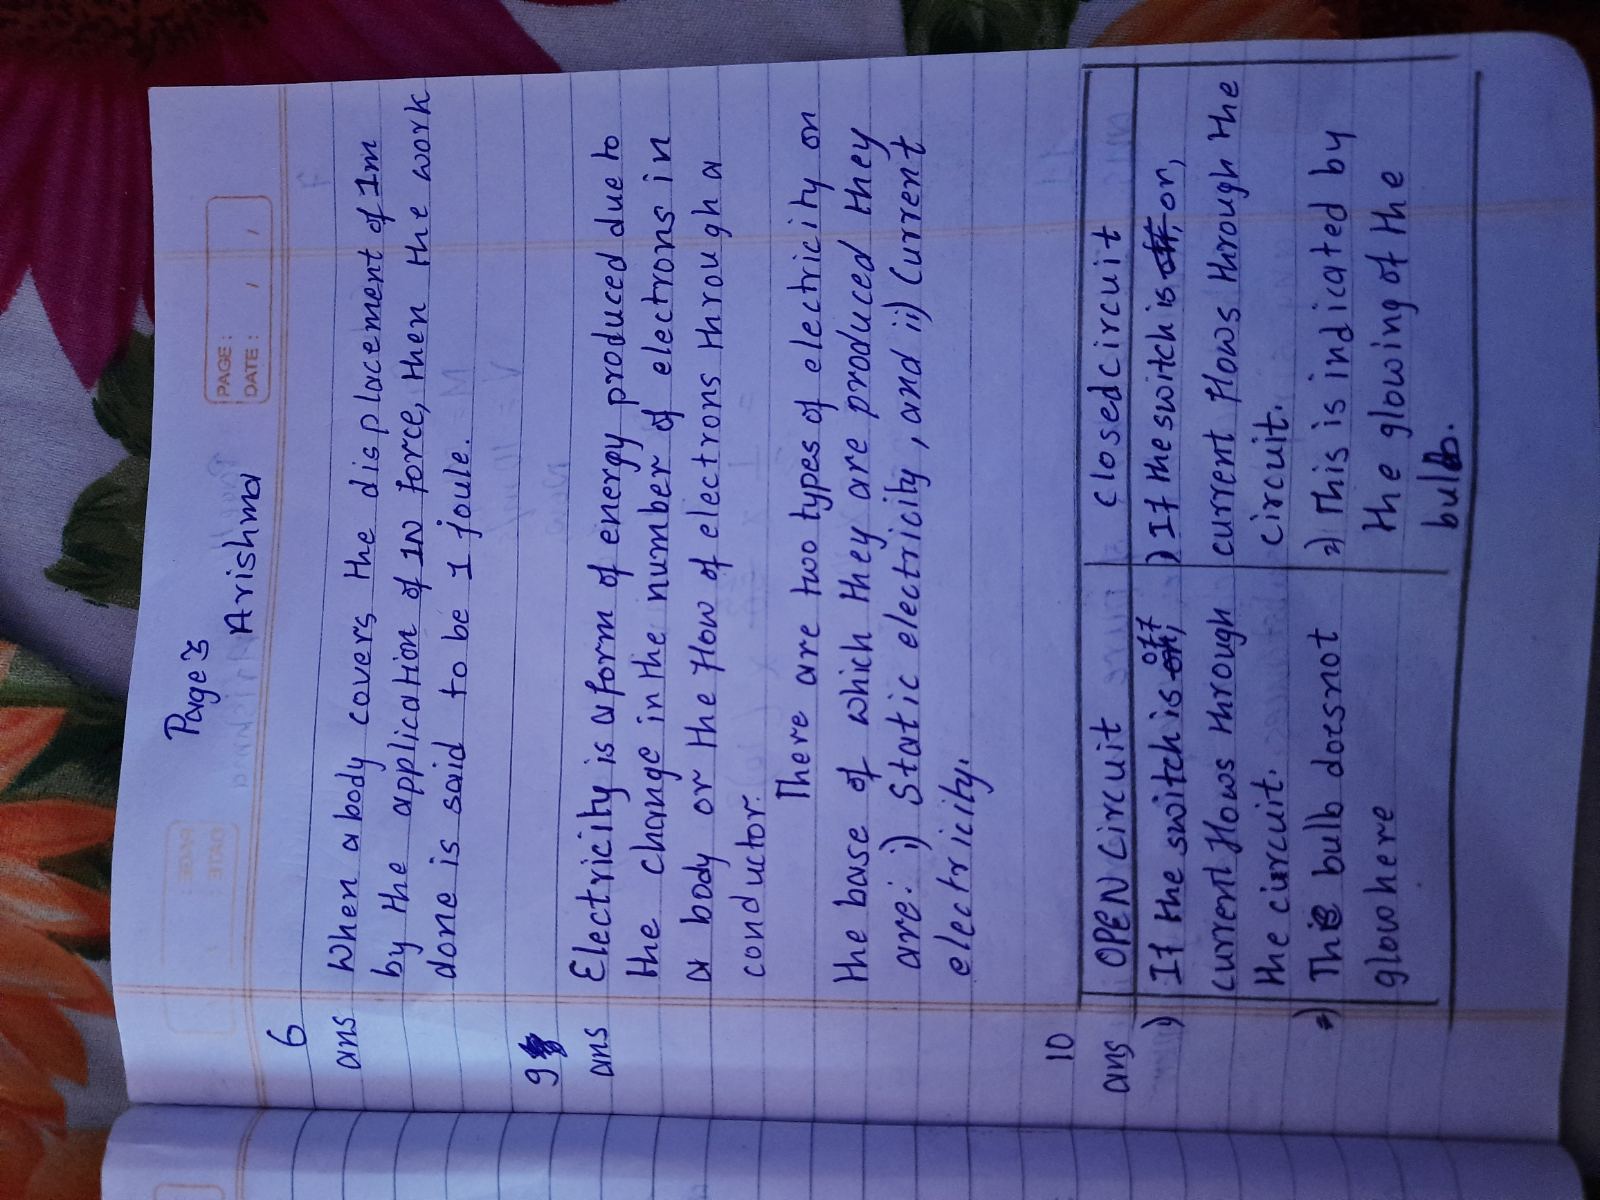 Page 3
Arishma
PAGE:
DATE: / /
6
ans When a body covers the displacement of 1m
by the application of 1N force, then the work
done is said to be 1 joule.
9
ans Electricity is a form of energy produced due to
the change in the number of electrons in
a body or the flow of electrons through a
conductor.
There are two types of electricity on
the base of which they are produced they
are: i) Static electricity, and ii) Current
electricity.
10
ans OPEN Circuit
1) If the switch is off,
current flows through
the circuit.
2) This bulb doesnot
glowhere
closed circuit
1) If the switch is on,
current flows through the
circuit.
2) This is indicated by
the glowing of the
bulb.